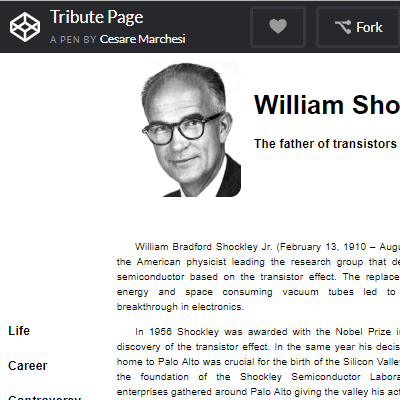 Tribute Page
A PEN BY Cesare Marchesi
Fork
William Sho
The father of transistors
William Bradford Shockley Jr. (February 13, 1910 – Augu
the American physicist leading the research group that de
semiconductor based on the transistor effect. The replace
energy and space consuming vacuum tubes led to
breakthrough in electronics.
In 1956 Shockley was awarded with the Nobel Prize i
discovery of the transistor effect. In the same year his decis
home to Palo Alto was crucial for the birth of the Silicon Valley
the foundation of the Shockley Semiconductor Labora
enterprises gathered around Palo Alto giving the valley his act
Life
Career
Controversy